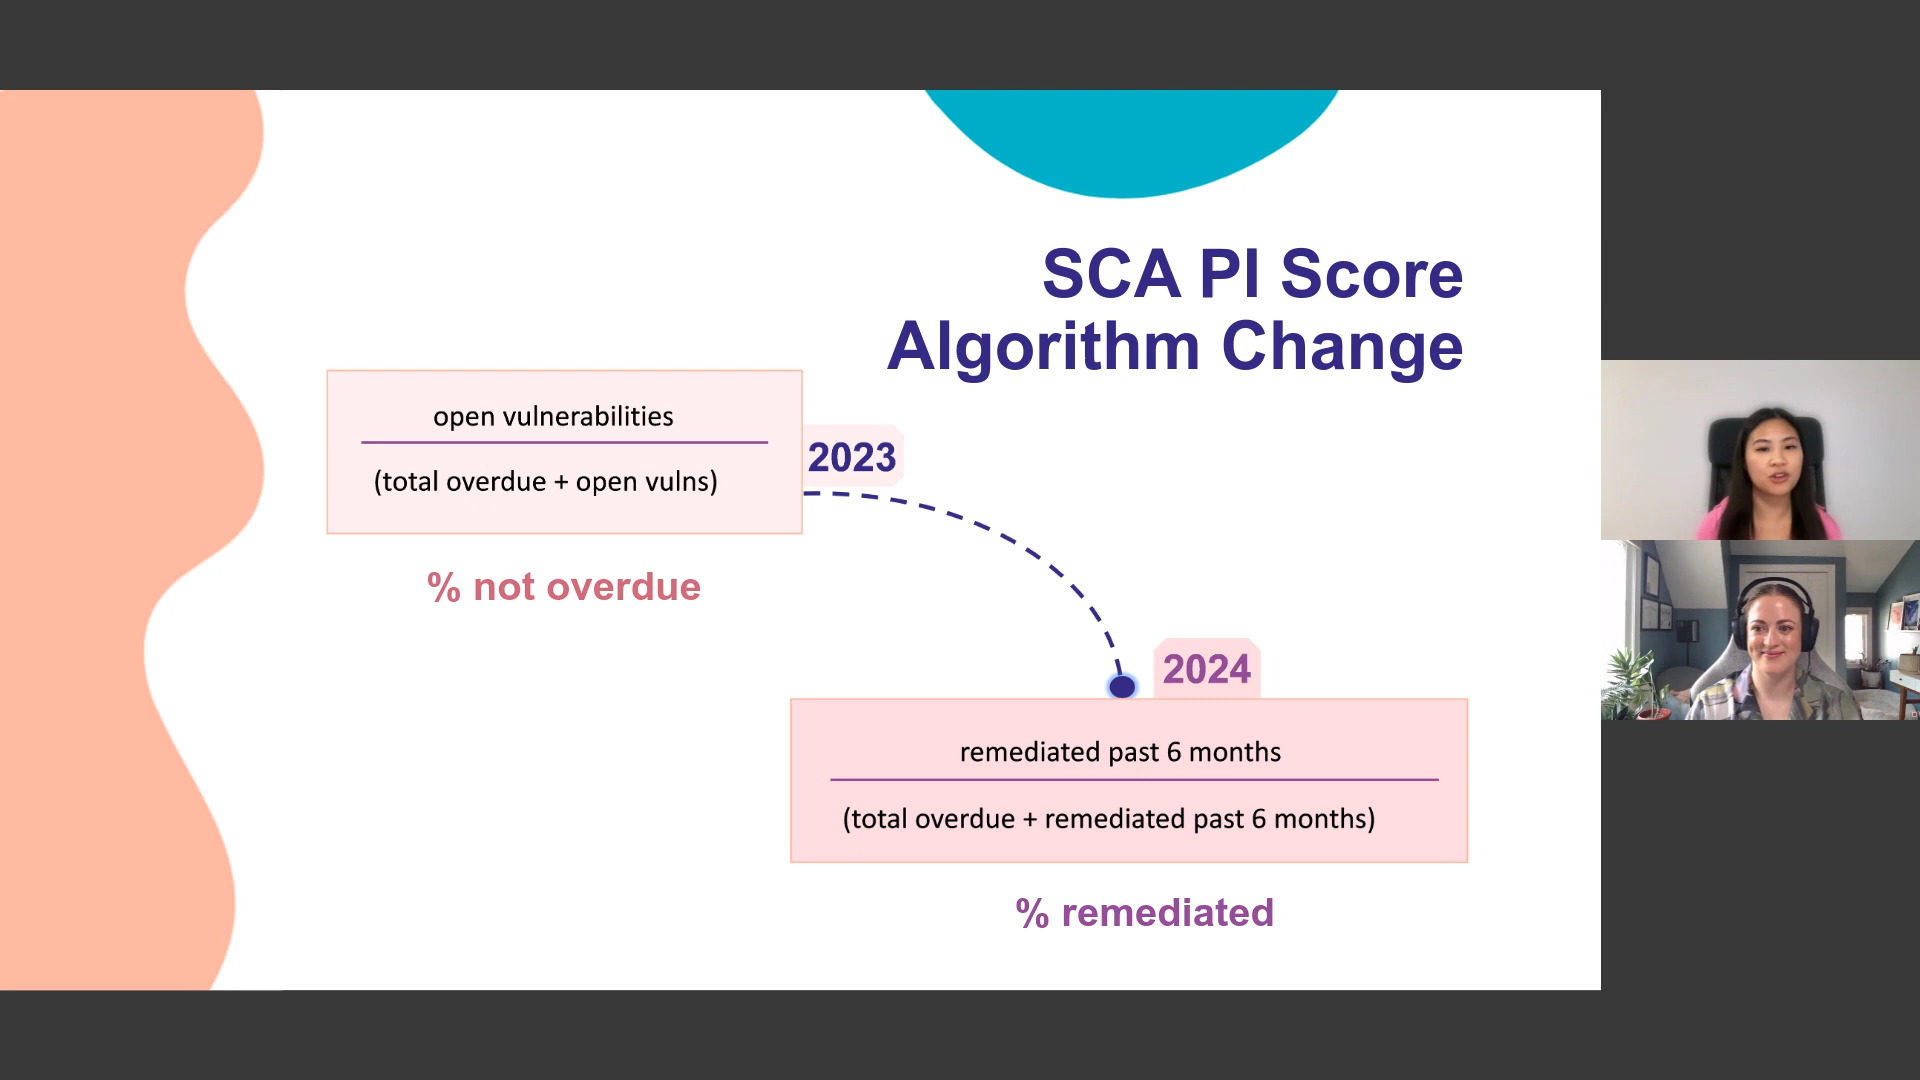 SCA PI Score
Algorithm Change
open vulnerabilities
(total overdue + open vulns)
2023
% not overdue
2024
remediated past 6 months
(total overdue + remediated past 6 months)
% remediated